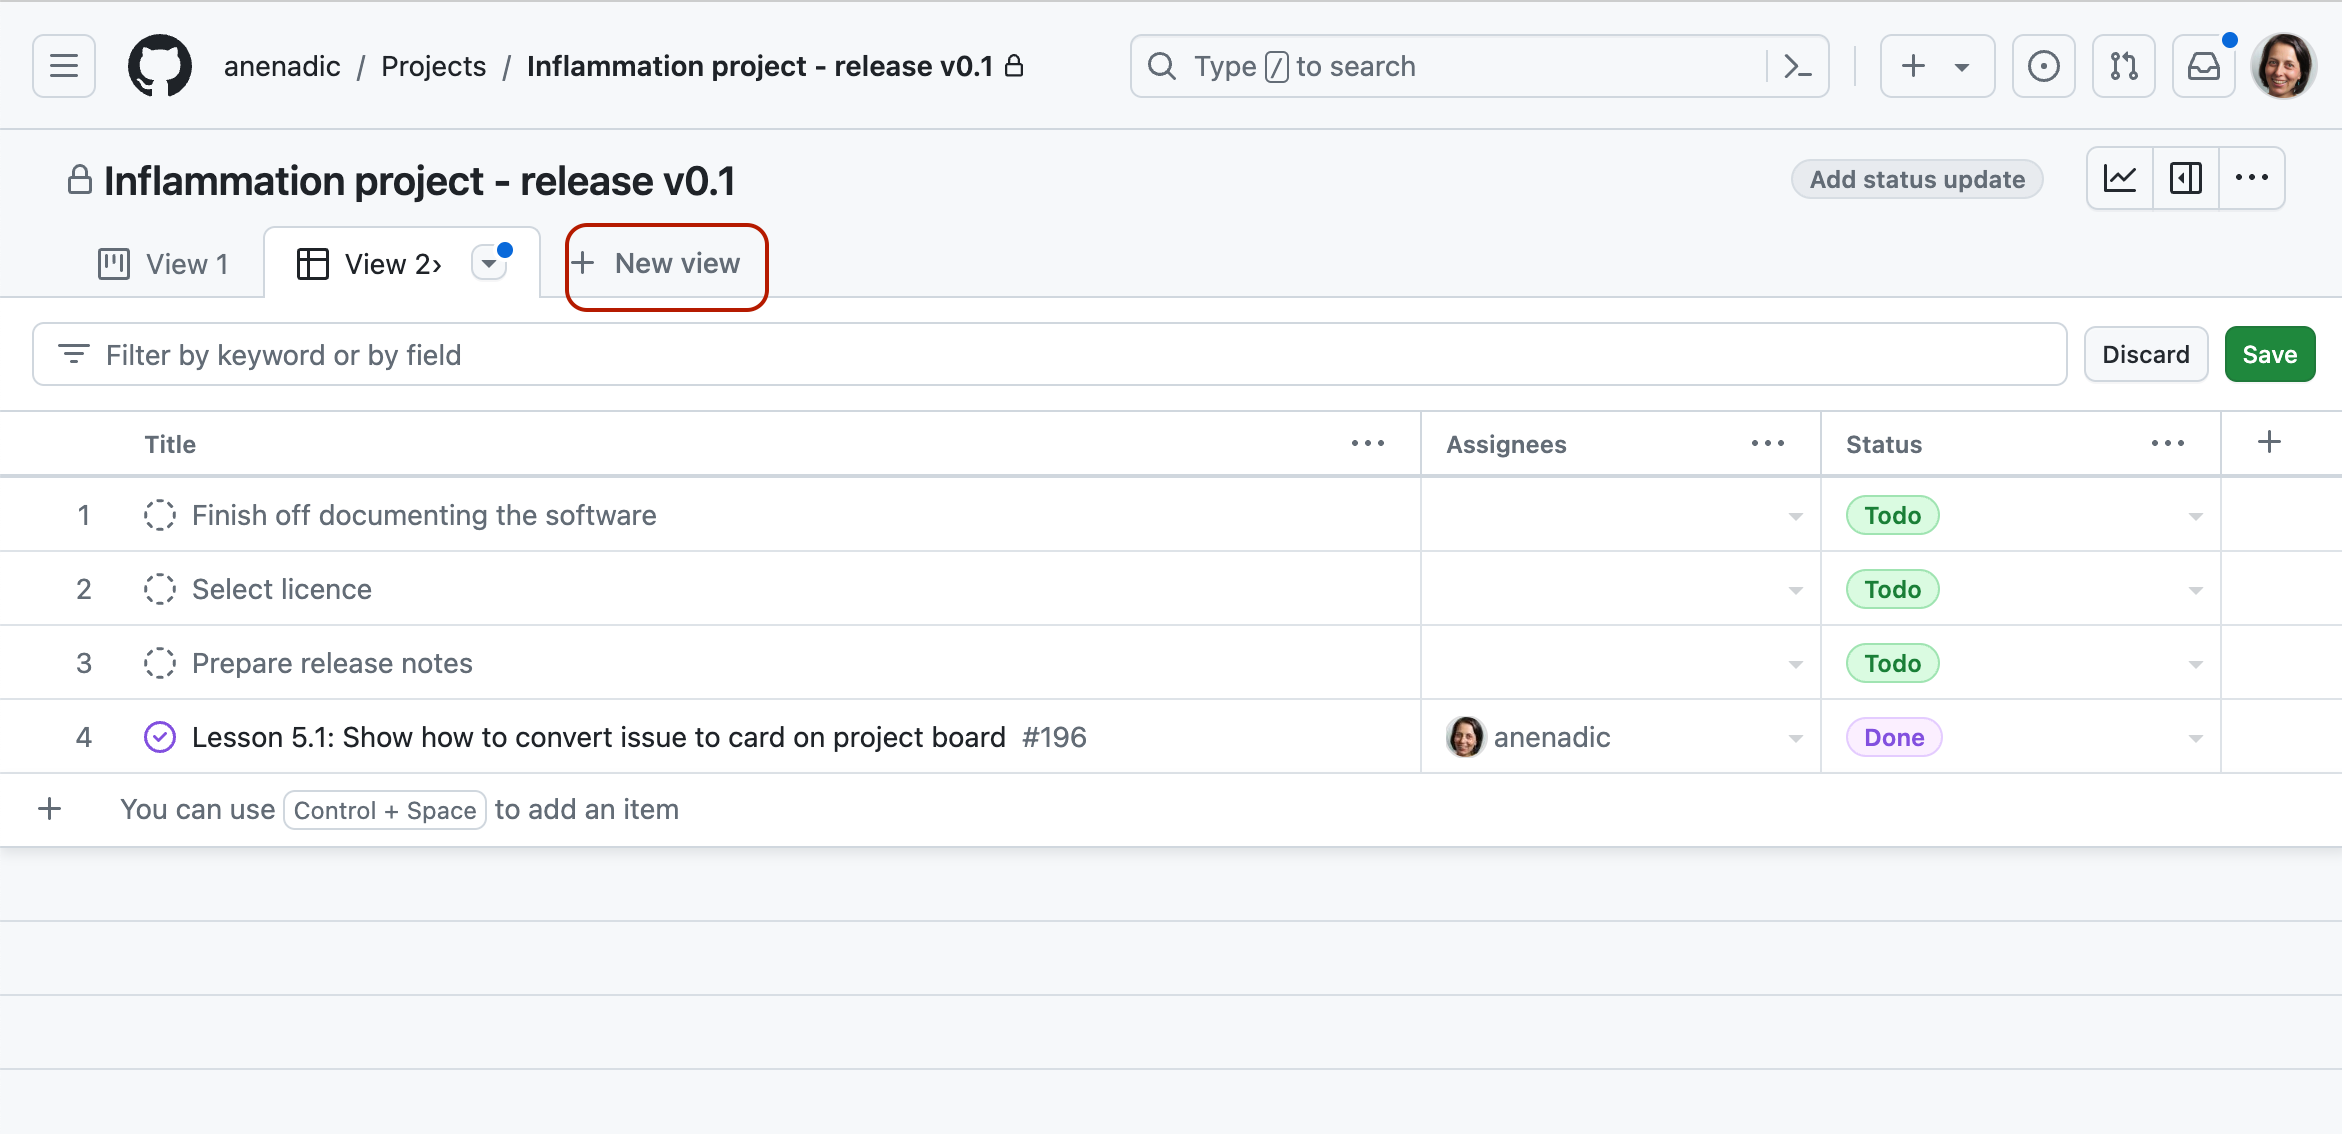 anenadic / Projects / Inflammation project - release v0.1
Type / to search
Inflammation project - release v0.1
Add status update
View 1
View 2›
New view
Filter by keyword or by field
Discard
Save
Title
Assignees
Status
1 Finish off documenting the software Todo
2 Select licence Todo
3 Prepare release notes Todo
4 Lesson 5.1: Show how to convert issue to card on project board #196 anenadic Done
You can use Control + Space to add an item